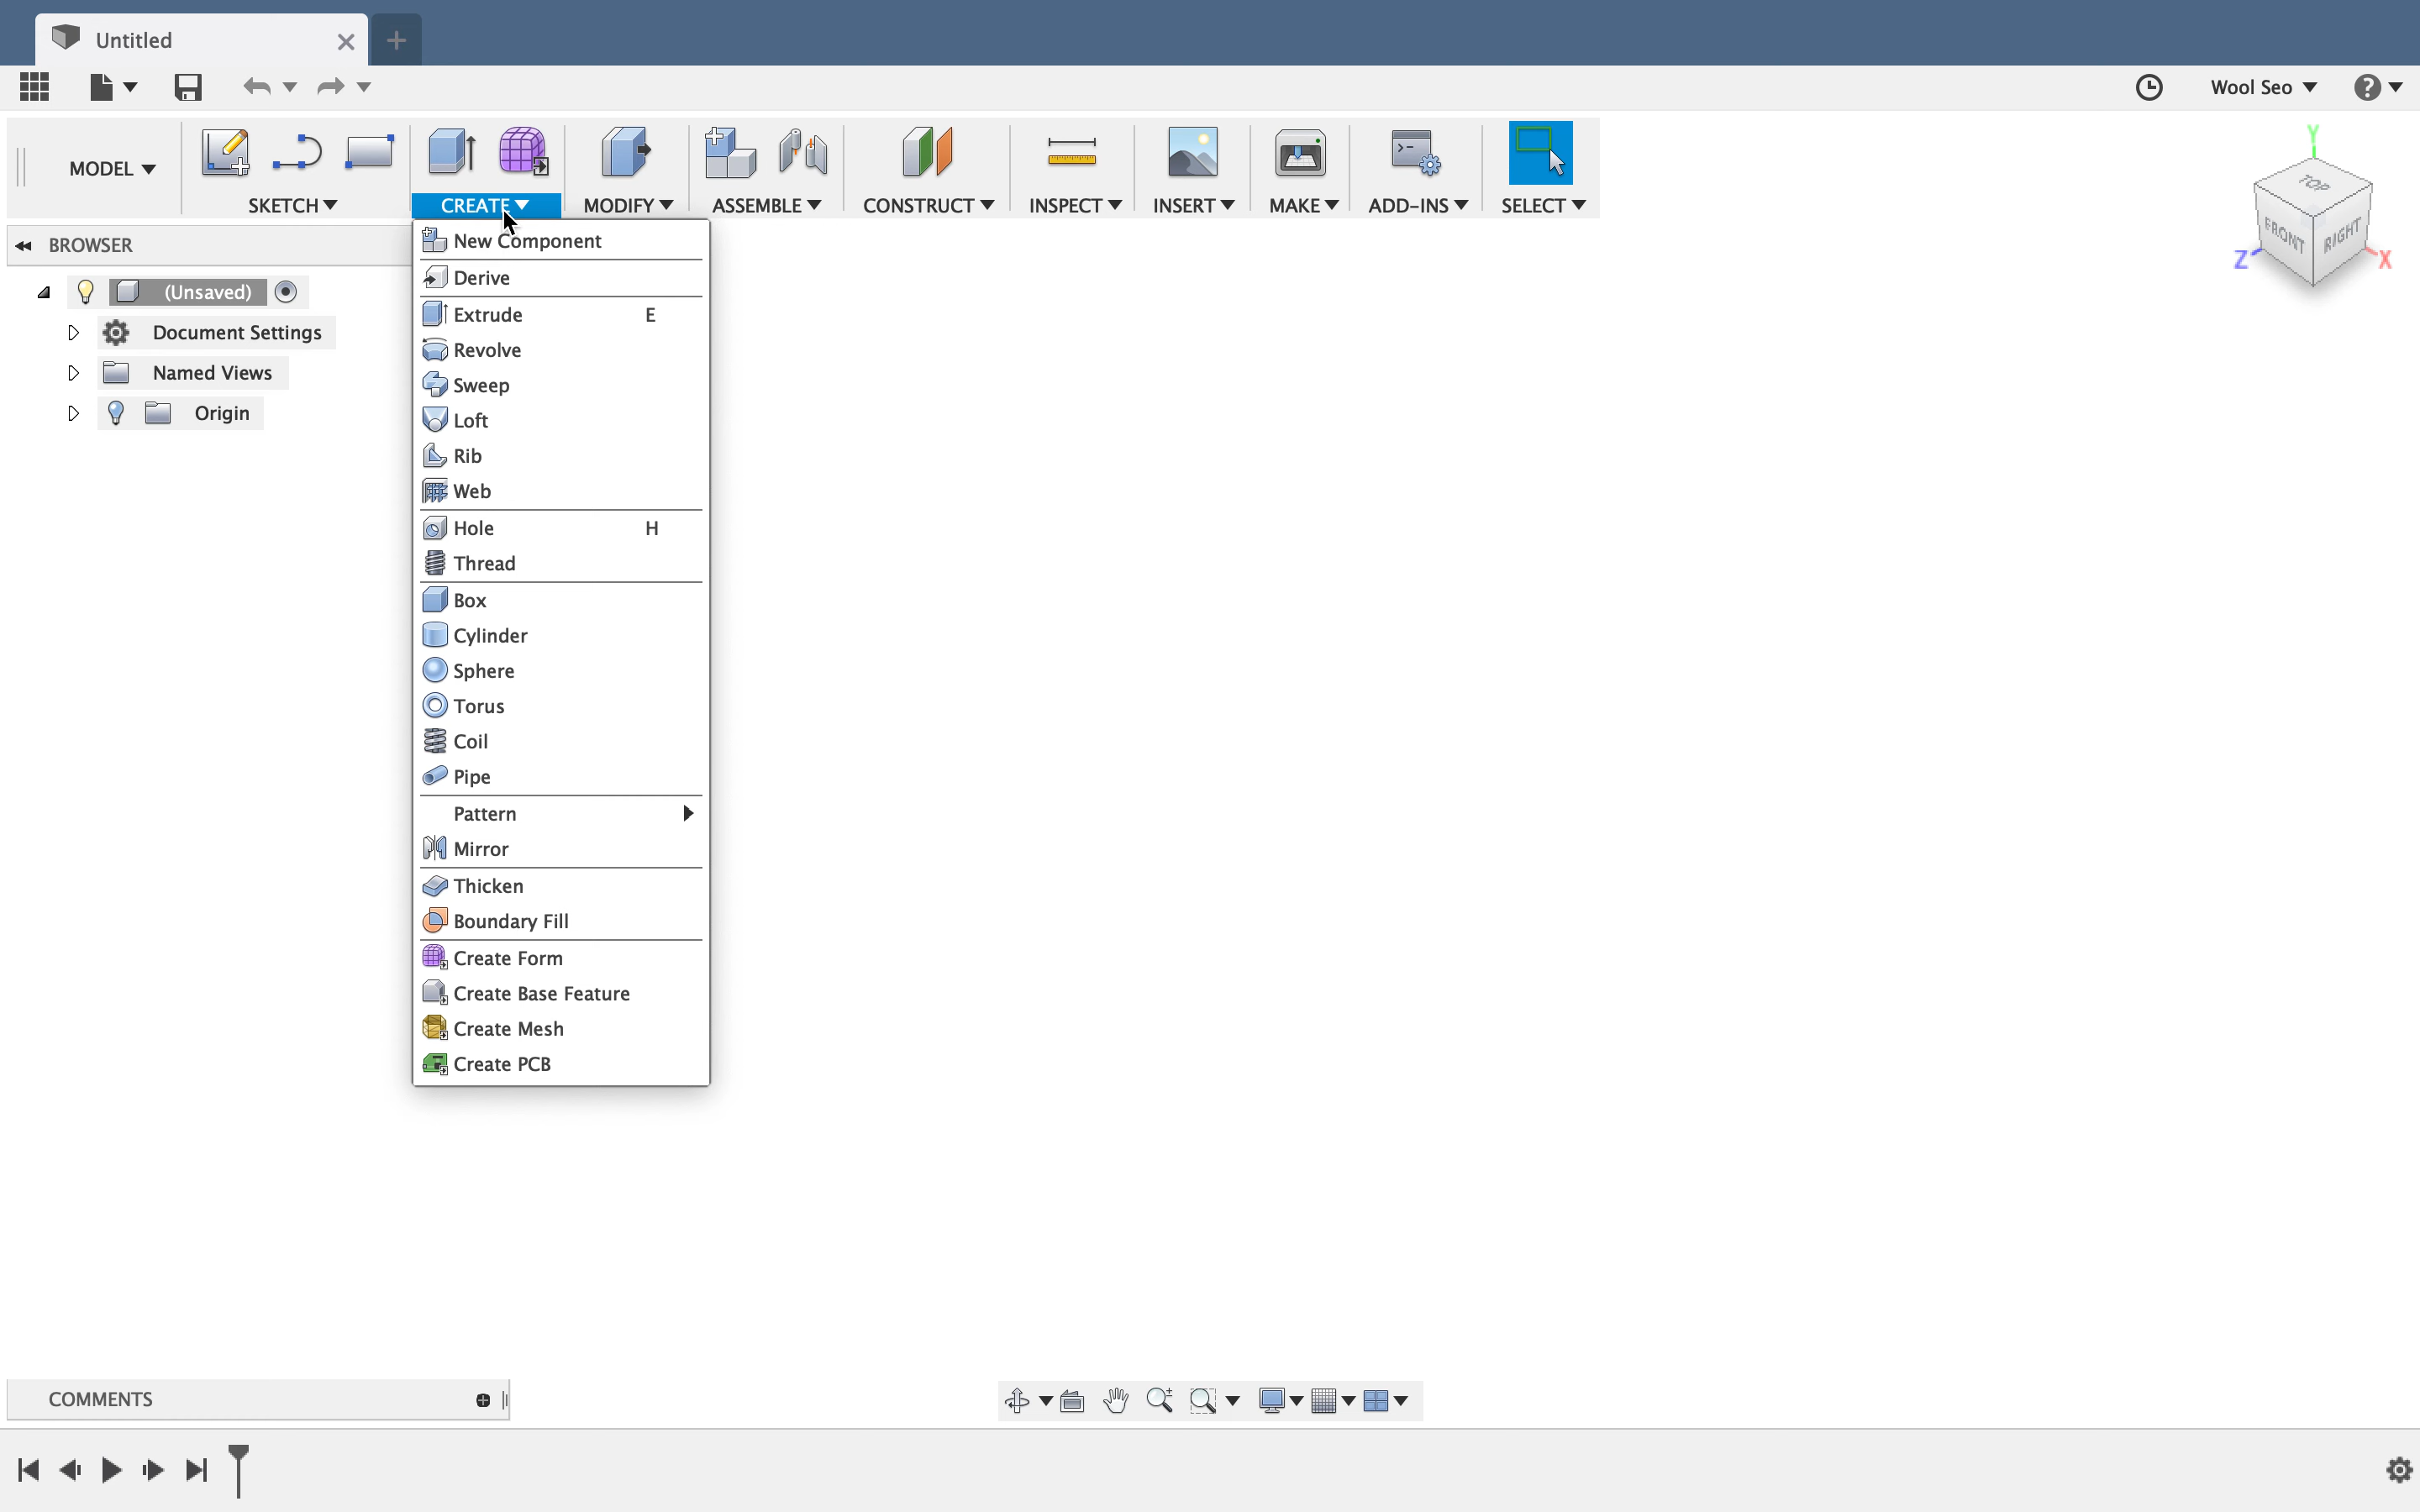 Untitled
Wool Seo
MODEL
SKETCH
CREATE
MODIFY
ASSEMBLE
CONSTRUCT
INSPECT
INSERT
MAKE
ADD-INS
SELECT
Y
TOP
FRONT
RIGHT
Z
X
BROWSER
(Unsaved)
Document Settings
Named Views
Origin
New Component
Derive
Extrude E
Revolve
Sweep
Loft
Rib
Web
Hole H
Thread
Box
Cylinder
Sphere
Torus
Coil
Pipe
Pattern
Mirror
Thicken
Boundary Fill
Create Form
Create Base Feature
Create Mesh
Create PCB
COMMENTS